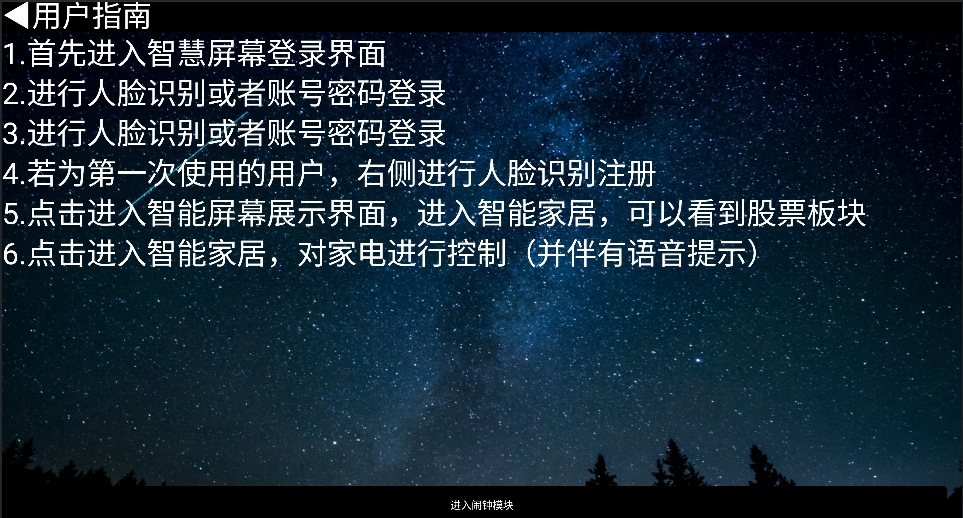 ◀用户指南
1.首先进入智慧屏幕登录界面
2.进行人脸识别或者账号密码登录
3.进行人脸识别或者账号密码登录
4.若为第一次使用的用户，右侧进行人脸识别注册
5.点击进入智能屏幕展示界面，进入智能家居，可以看到股票板块
6.点击进入智能家居，对家电进行控制（并伴有语音提示）
进入闹钟模块